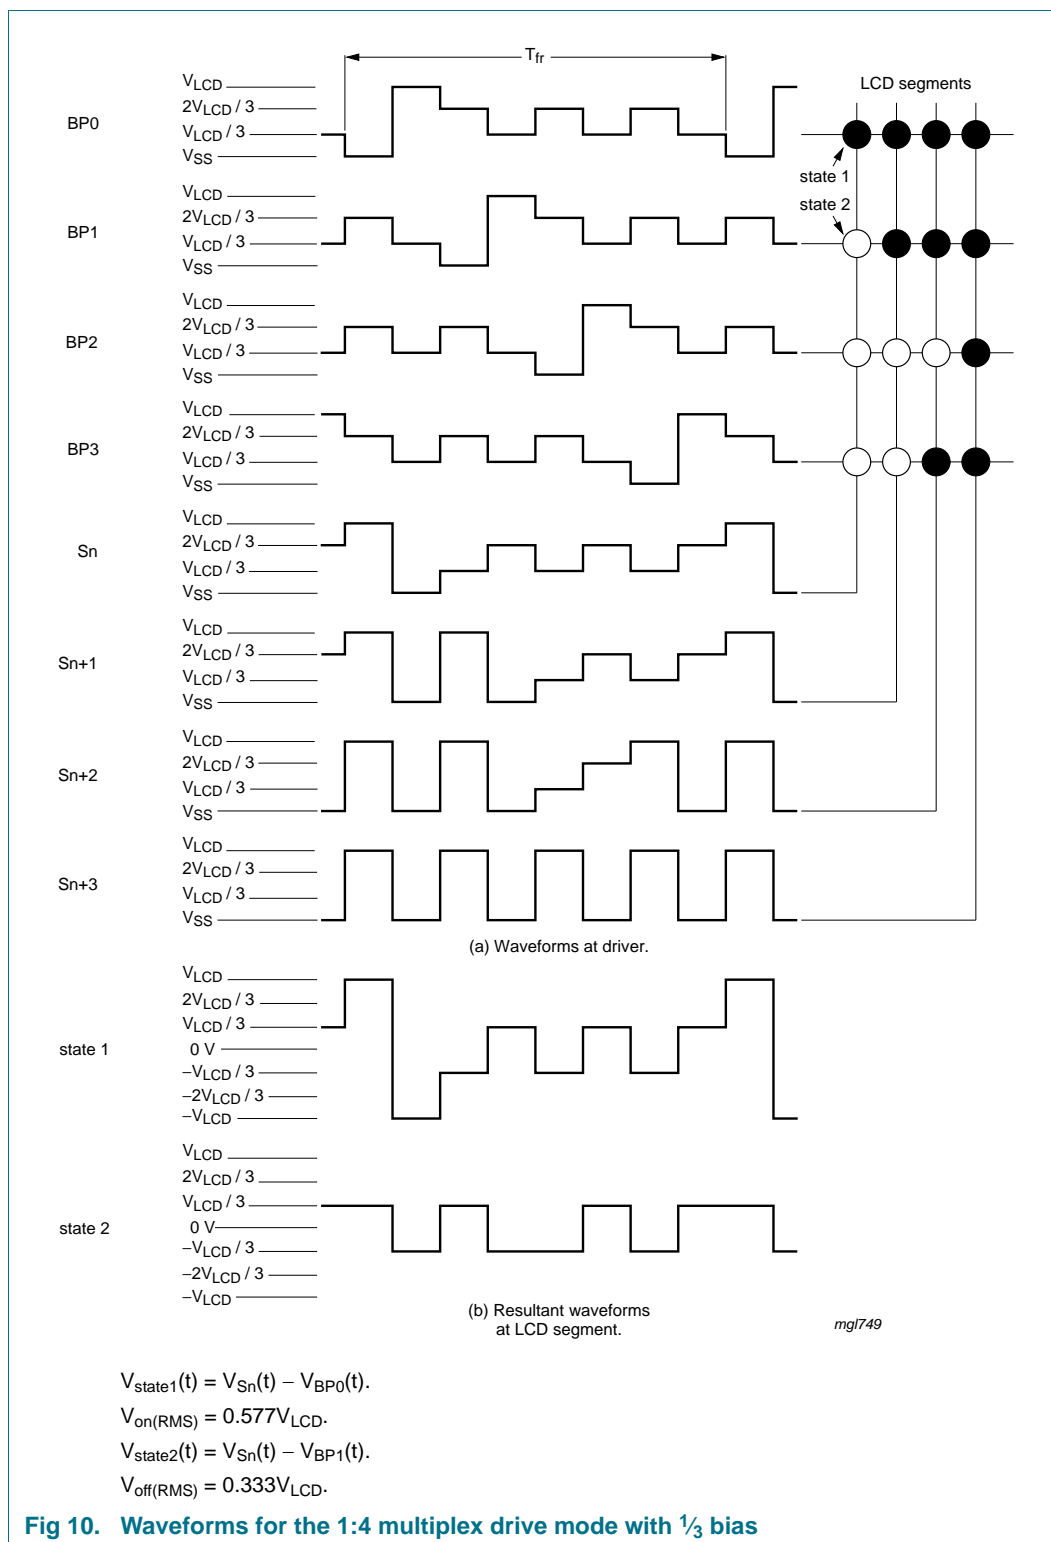 Tfr
VLCD
2VLCD / 3
BP0
VLCD / 3
VSS
LCD segments
state 1
state 2
VLCD
2VLCD / 3
BP1
VLCD / 3
VSS
VLCD
2VLCD / 3
BP2
VLCD / 3
VSS
VLCD
2VLCD / 3
BP3
VLCD / 3
VSS
VLCD
2VLCD / 3
Sn
VLCD / 3
VSS
VLCD
2VLCD / 3
Sn+1
VLCD / 3
VSS
VLCD
2VLCD / 3
Sn+2
VLCD / 3
VSS
VLCD
2VLCD / 3
Sn+3
VLCD / 3
VSS
(a) Waveforms at driver.
VLCD
2VLCD / 3
VLCD / 3
state 1
0 V
−VLCD / 3
−2VLCD / 3
−VLCD
VLCD
2VLCD / 3
VLCD / 3
state 2
0 V
−VLCD / 3
−2VLCD / 3
−VLCD
(b) Resultant waveforms
at LCD segment.
mgl749
Vstate1(t) = VSn(t) − VBP0(t).
Von(RMS) = 0.577VLCD.
Vstate2(t) = VSn(t) − VBP1(t).
Voff(RMS) = 0.333VLCD.
Fig 10. Waveforms for the 1:4 multiplex drive mode with 1⁄3 bias